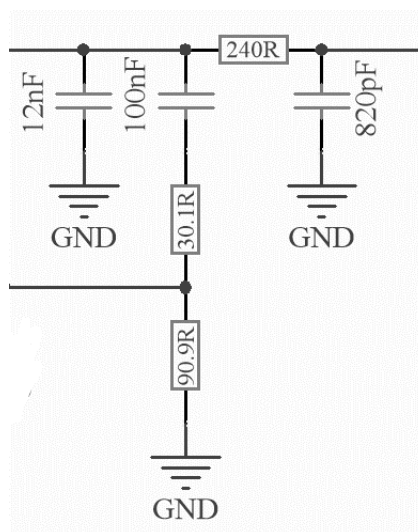 240R
12nF
100nF
820pF
GND
30.1R
GND
90.9R
GND